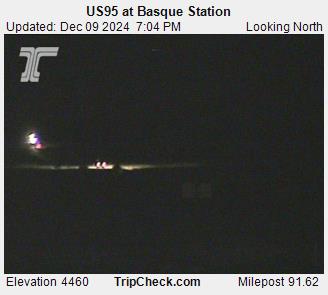 US95 at Basque Station
Updated: Dec 09 2024 7:04 PM Looking North
Elevation 4460 TripCheck.com Milepost 91.62